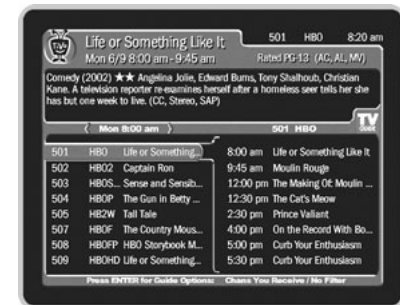 TiVo
Life or Something Like It
501 HBO 8:20 am
Mon 6/9 8:00 am - 9:45 am
Rated PG-13 (AC, AL, MV)
Comedy (2002) ★★ Angelina Jolie, Edward Burns, Tony Shalhoub, Christian
Kane. A television reporter re-examines herself after a homeless seer tells her she
has but one week to live. (CC, Stereo, SAP)
TV
GUIDE
Mon 8:00 am
501 HBO
501 HBO Life or Something...
502 HBO2 Captain Ron
503 HBOS... Sense and Sensib...
504 HBOP The Gun in Betty ...
505 HB2W Tall Tale
507 HBOF The Country Mous...
508 HBOFP HBO Storybook M...
509 HBOHD Life or Something...
8:00 am Life or Something Like It
9:45 am Moulin Rouge
12:00 pm The Making Of: Moulin ...
12:30 pm The Cat's Meow
2:30 pm Prince Valiant
4:00 pm On the Record With Bo...
5:00 pm Curb Your Enthusiasm
5:30 pm Curb Your Enthusiasm
Press ENTER for Guide Options: Chans You Receive / No Filter